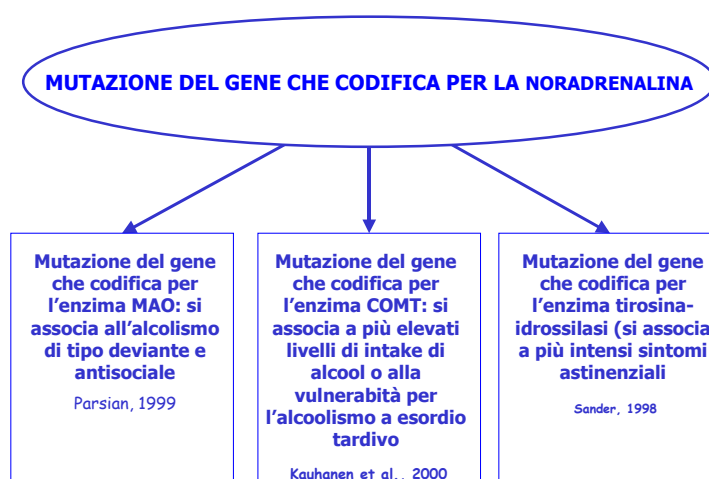 MUTAZIONE DEL GENE CHE CODIFICA PER LA NORADRENALINA
Mutazione del gene
che codifica per
l'enzima MAO: si
associa all'alcolismo
di tipo deviante e
antisociale
Parsian, 1999
Mutazione del gene
che codifica per
l'enzima COMT: si
associa a più elevati
livelli di intake di
alcool o alla
vulnerabità per
l'alcoolismo a esordio
tardivo
Kauhanen et al., 2000
Mutazione del gene
che codifica per
l'enzima tirosina-
idrossilasi (si associa
a più intensi sintomi
astinenziali
Sander, 1998